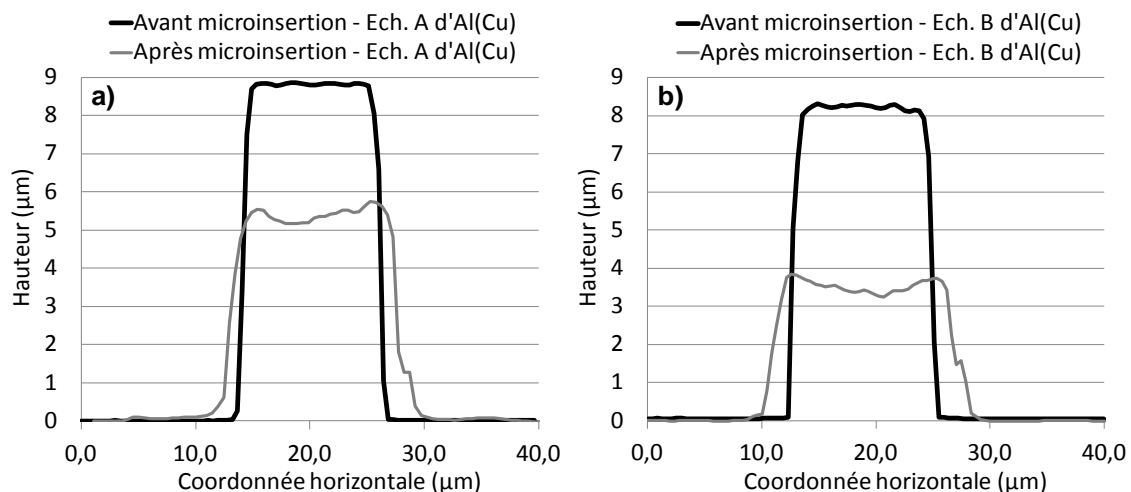 Avant microinsertion - Ech. A d'Al(Cu)
Après microinsertion - Ech. A d'Al(Cu)
a)
Hauteur (µm)
9
8
7
6
5
4
3
2
1
0
0,0 10,0 20,0 30,0 40,0
Coordonnée horizontale (µm)
Avant microinsertion - Ech. B d'Al(Cu)
Après microinsertion - Ech. B d'Al(Cu)
b)
Hauteur (µm)
9
8
7
6
5
4
3
2
1
0
0,0 10,0 20,0 30,0 40,0
Coordonnée horizontale (µm)